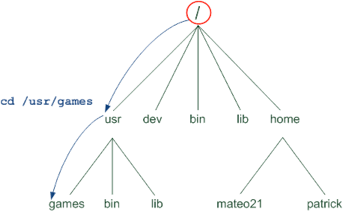 /
cd /usr/games
usr dev bin lib home
games bin lib mateo21 patrick